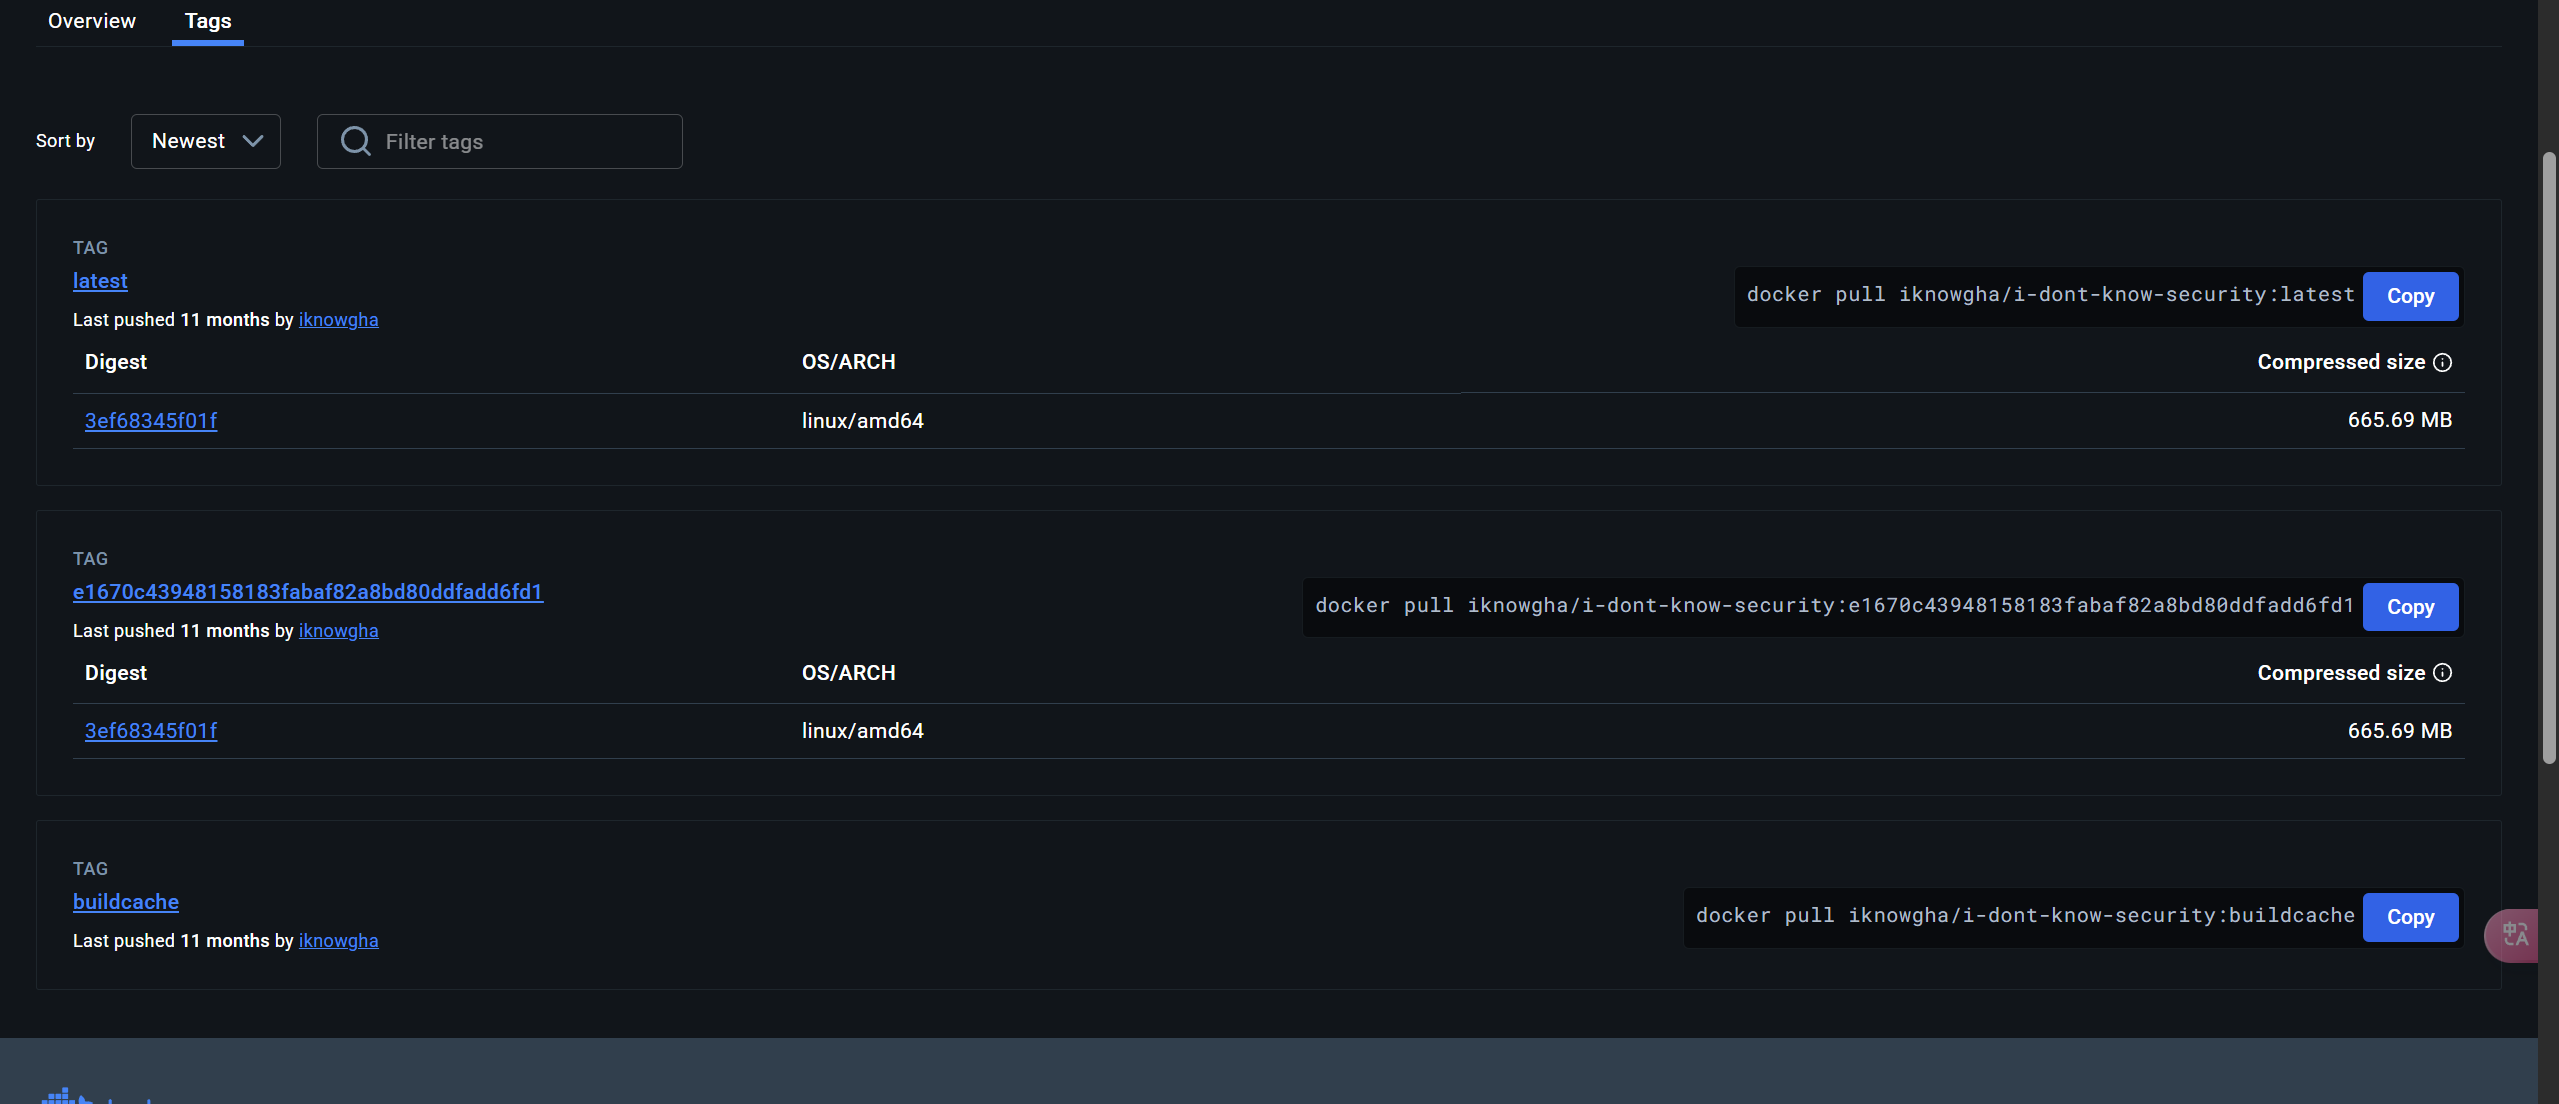 Overview Tags
Sort by Newest Filter tags
TAG
latest
docker pull iknowgha/i-dont-know-security:latest Copy
Last pushed 11 months by iknowgha
Digest OS/ARCH Compressed size
3ef68345f01f linux/amd64 665.69 MB
TAG
e1670c43948158183fabaf82a8bd80ddfadd6fd1
docker pull iknowgha/i-dont-know-security:e1670c43948158183fabaf82a8bd80ddfadd6fd1 Copy
Last pushed 11 months by iknowgha
Digest OS/ARCH Compressed size
3ef68345f01f linux/amd64 665.69 MB
TAG
buildcache
docker pull iknowgha/i-dont-know-security:buildcache Copy
Last pushed 11 months by iknowgha